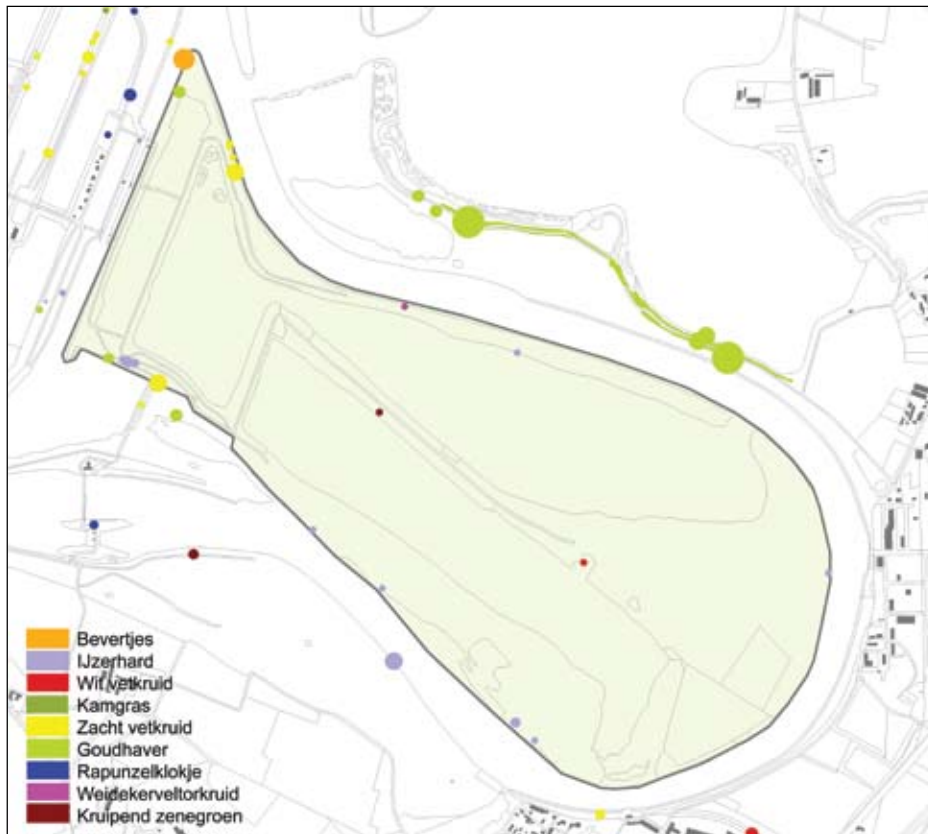 Bevertjes
IJzerhard
Wit vetkruid
Kamgras
Zacht vetkruid
Goudhaver
Rapunzelklokje
Weidekerveltorkruid
Kruipend zenegroen